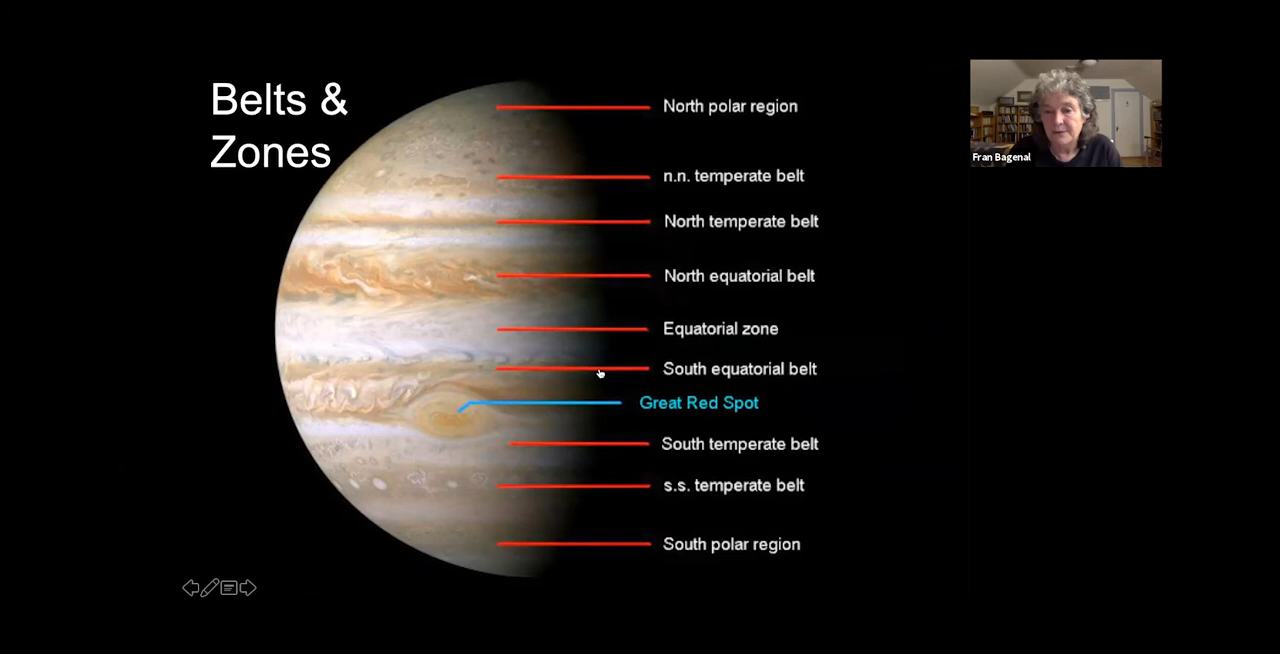 Belts &
Zones
North polar region
n.n. temperate belt
North temperate belt
North equatorial belt
Equatorial zone
South equatorial belt
Great Red Spot
South temperate belt
s.s. temperate belt
South polar region
Fran Bagenal